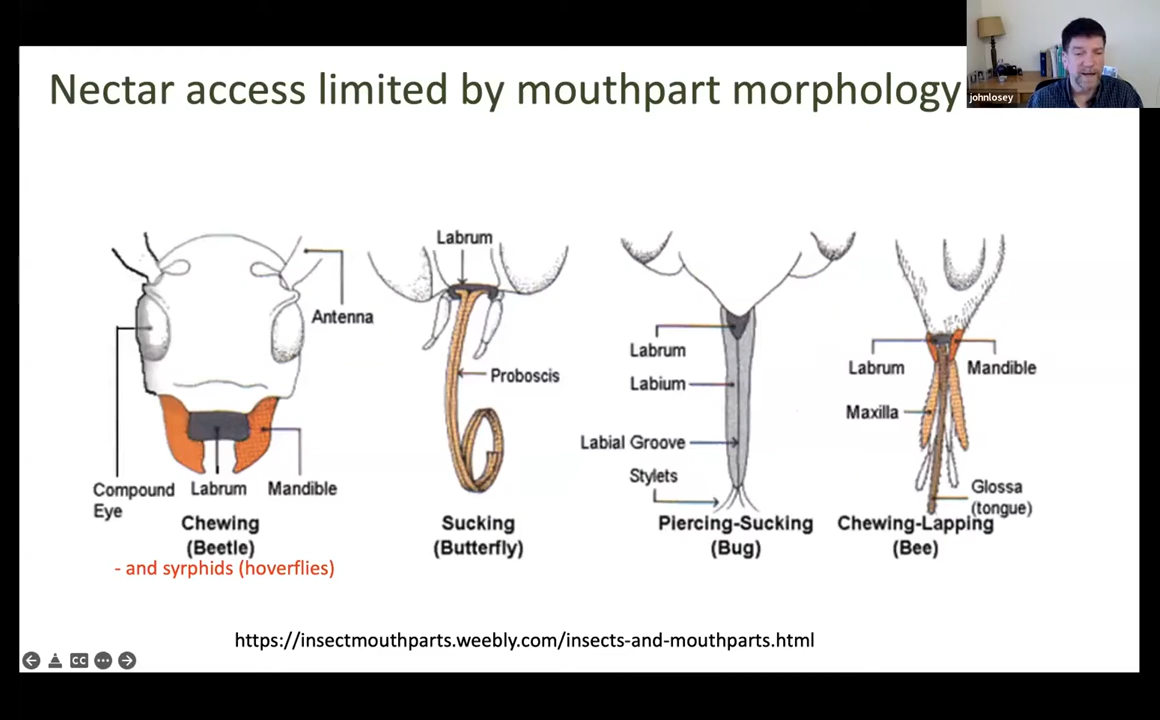 Nectar access limited by mouthpart morphology
johnlosey
Labrum
Antenna
Proboscis
Compound
Eye
Labrum
Mandible
Chewing
(Beetle)
- and syrphids (hoverflies)
Sucking
(Butterfly)
Labrum
Labium
Labial Groove
Stylets
Piercing-Sucking
(Bug)
Labrum
Mandible
Maxilla
Glossa
(tongue)
Chewing-Lapping
(Bee)
https://insectmouthparts.weebly.com/insects-and-mouthparts.html
CC